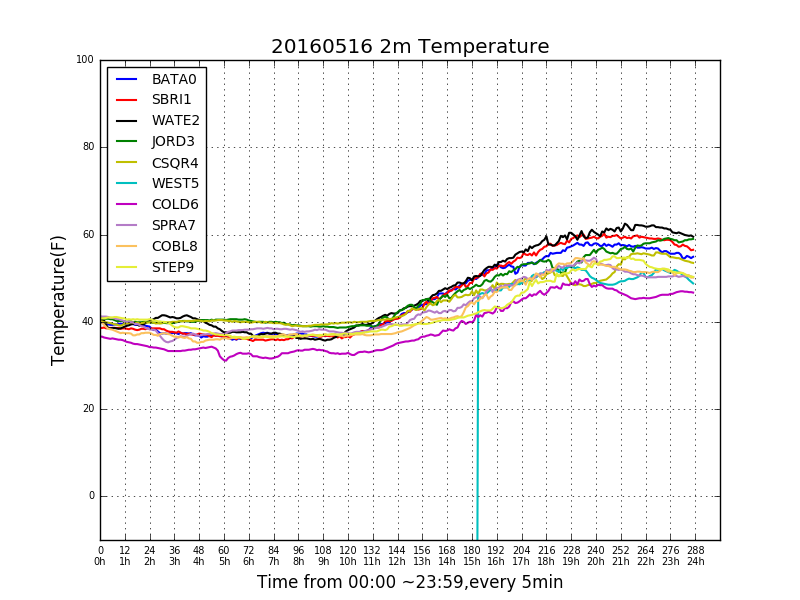 20160516 2m Temperature
100
80
60
40
20
0
Temperature(F)
BATA0
SBRI1
WATE2
JORD3
CSQR4
WEST5
COLD6
SPRA7
COBL8
STEP9
0 12 24 36 48 60 72 84 96 108 120 132 144 156 168 180 192 204 216 228 240 252 264 276 288
0h 1h 2h 3h 4h 5h 6h 7h 8h 9h 10h 11h 12h 13h 14h 15h 16h 17h 18h 19h 20h 21h 22h 23h 24h
Time from 00:00 ~23:59,every 5min